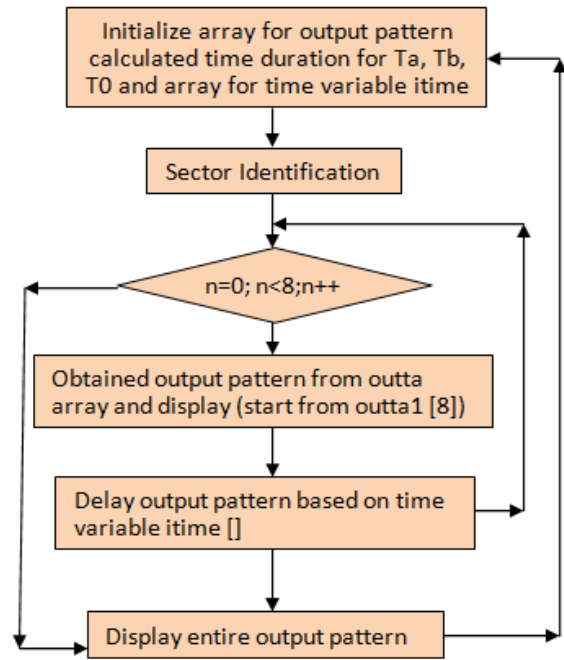 Initialize array for output pattern
calculated time duration for Ta, Tb,
T0 and array for time variable itime
Sector Identification
n=0; n<8;n++
Obtained output pattern from outta
array and display (start from outta1 [8])
Delay output pattern based on time
variable itime []
Display entire output pattern